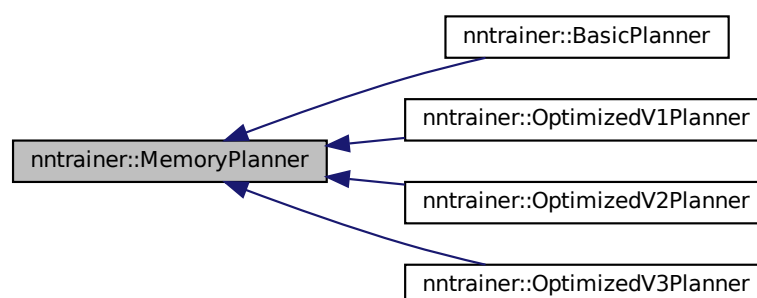 nntrainer::BasicPlanner
nntrainer::OptimizedV1Planner
nntrainer::MemoryPlanner
nntrainer::OptimizedV2Planner
nntrainer::OptimizedV3Planner